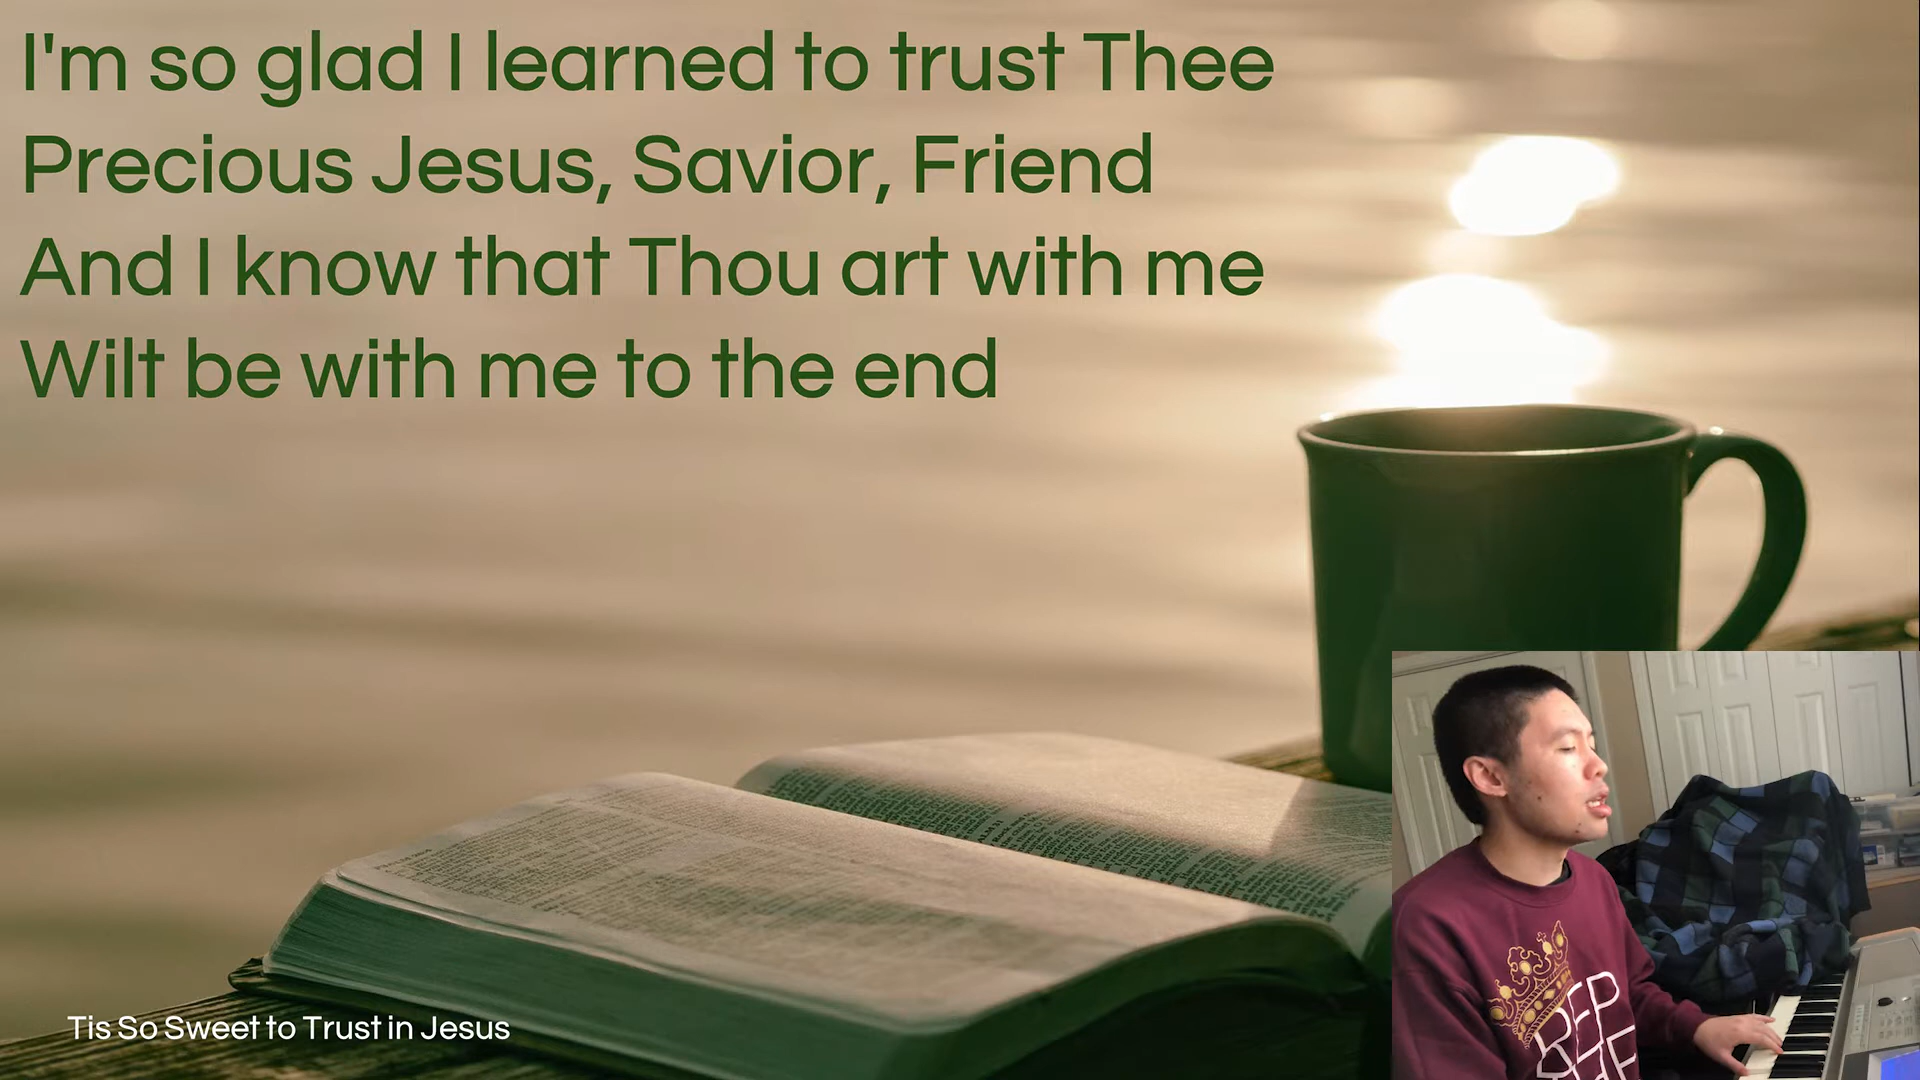 I'm so glad I learned to trust Thee
Precious Jesus, Savior, Friend
And I know that Thou art with me
Wilt be with me to the end
Tis So Sweet to Trust in Jesus